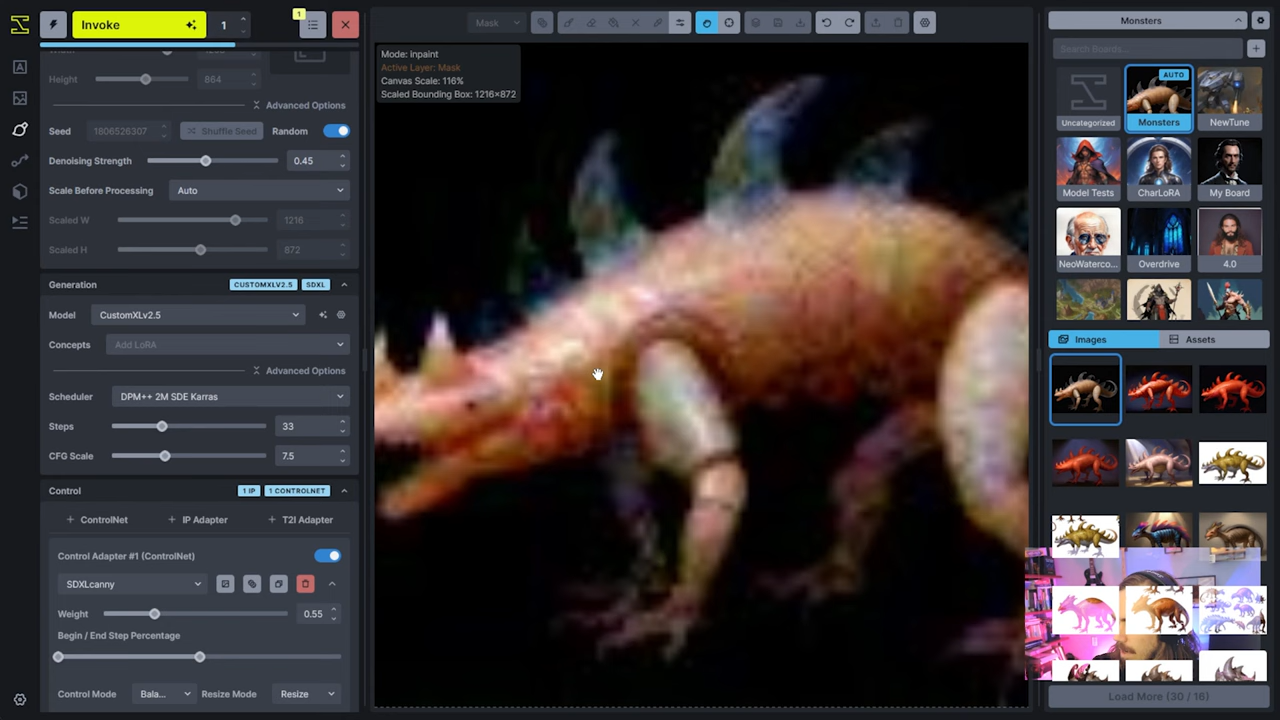 Invoke
1
1
Mask
Monsters
Mode: Inpaint
Active Layer: Mask
Canvas Scale: 116%
Scaled Bounding Box: 1216×872
Search Boards...
Height
864
Advanced Options
Seed
1806526307
Shuffle Seed
Random
Denoising Strength
0.45
Scale Before Processing
Auto
Scaled W
1216
Scaled H
872
Generation
CUSTOMXLV2.5
SDXL
Model
CustomXLv2.5
Concepts
Add LoRA
Advanced Options
Scheduler
DPM++ 2M SDE Karras
Steps
33
CFG Scale
7.5
Control
1 IP
1 CONTROLNET
+ ControlNet
+ IP Adapter
+ T2I Adapter
Control Adapter #1 (ControlNet)
SDXLcanny
Weight
0.55
Begin / End Step Percentage
Control Mode
Bala...
Resize Mode
Resize
AUTO
Uncategorized
Monsters
NewTune
Model Tests
CharLoRA
My Board
NeoWaterco...
Overdrive
4.0
Images
Assets
Load More (30 / 16)